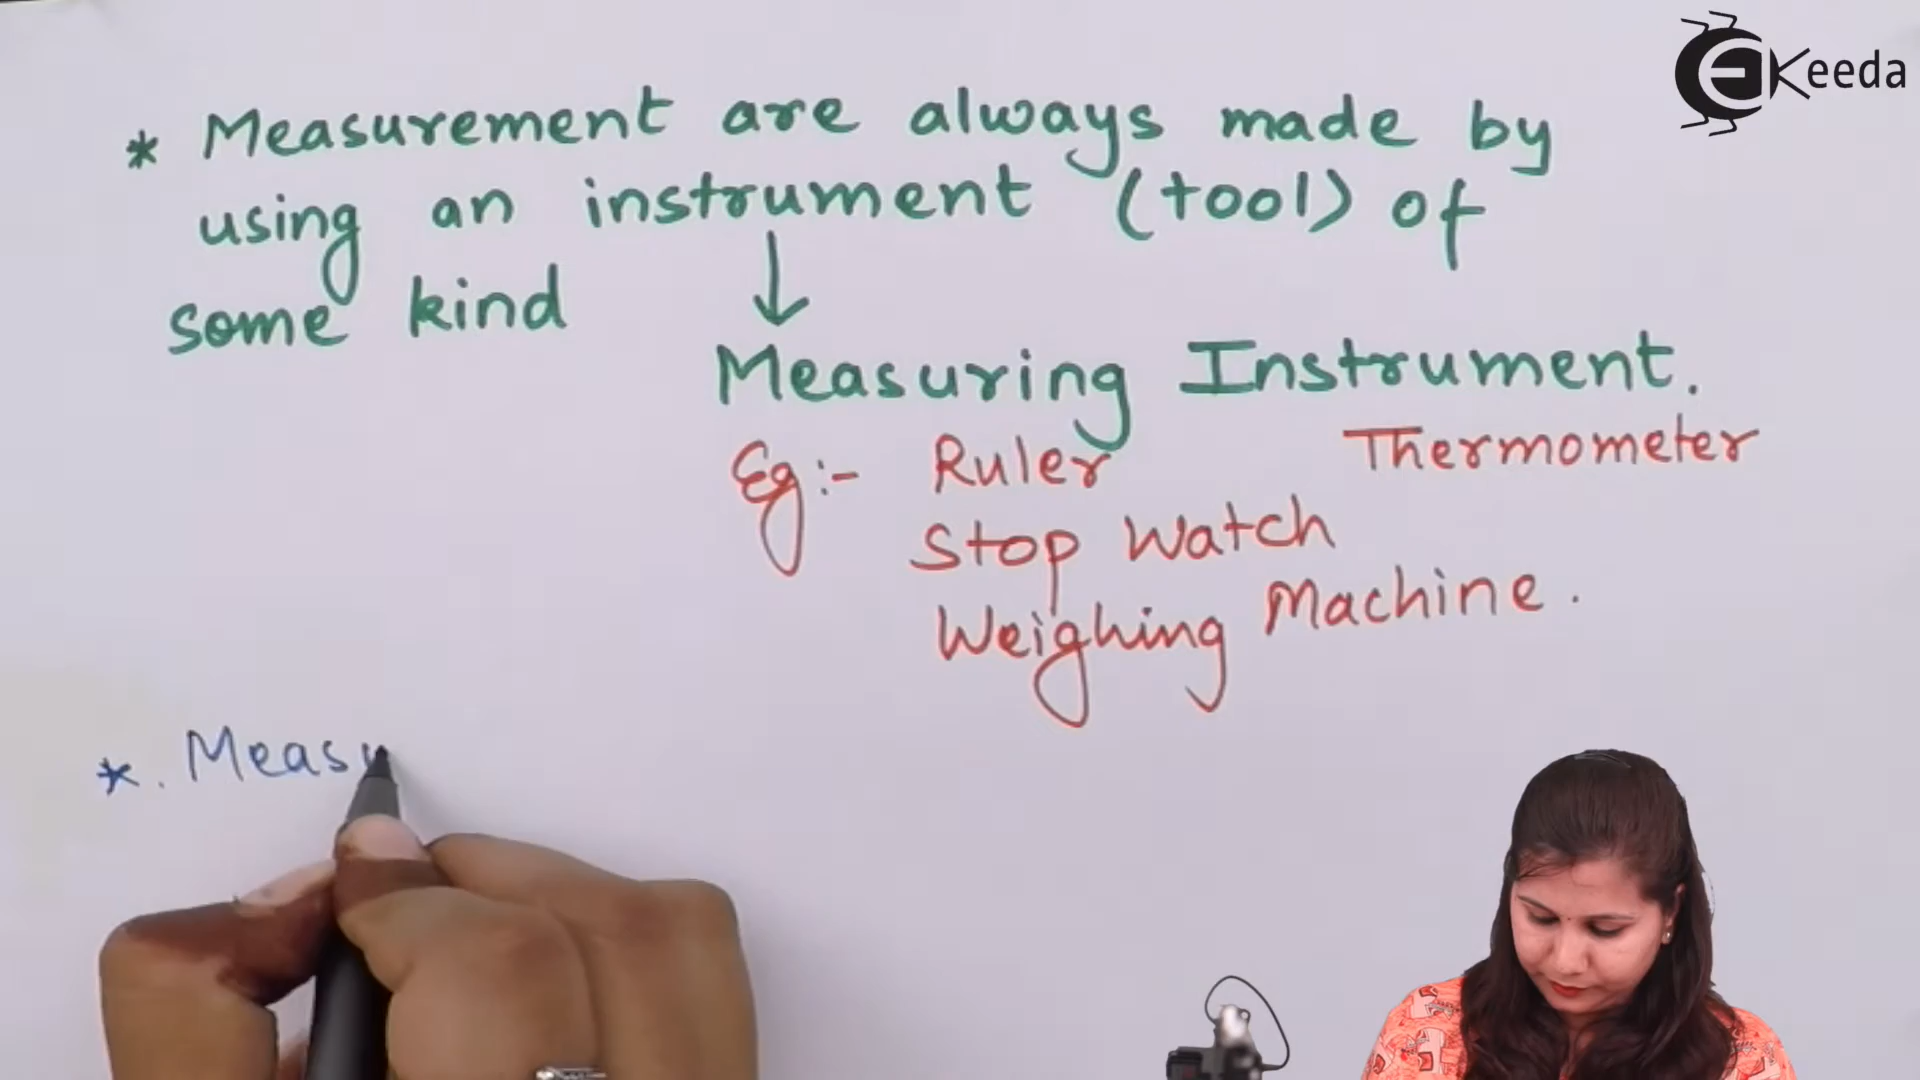 Keeda
* Measurement are always made by
using an instrument (tool) of
some kind
↓
Measuring Instrument.
Eg:- Ruler Thermometer
Stop Watch
Weighing Machine.
*. Measu